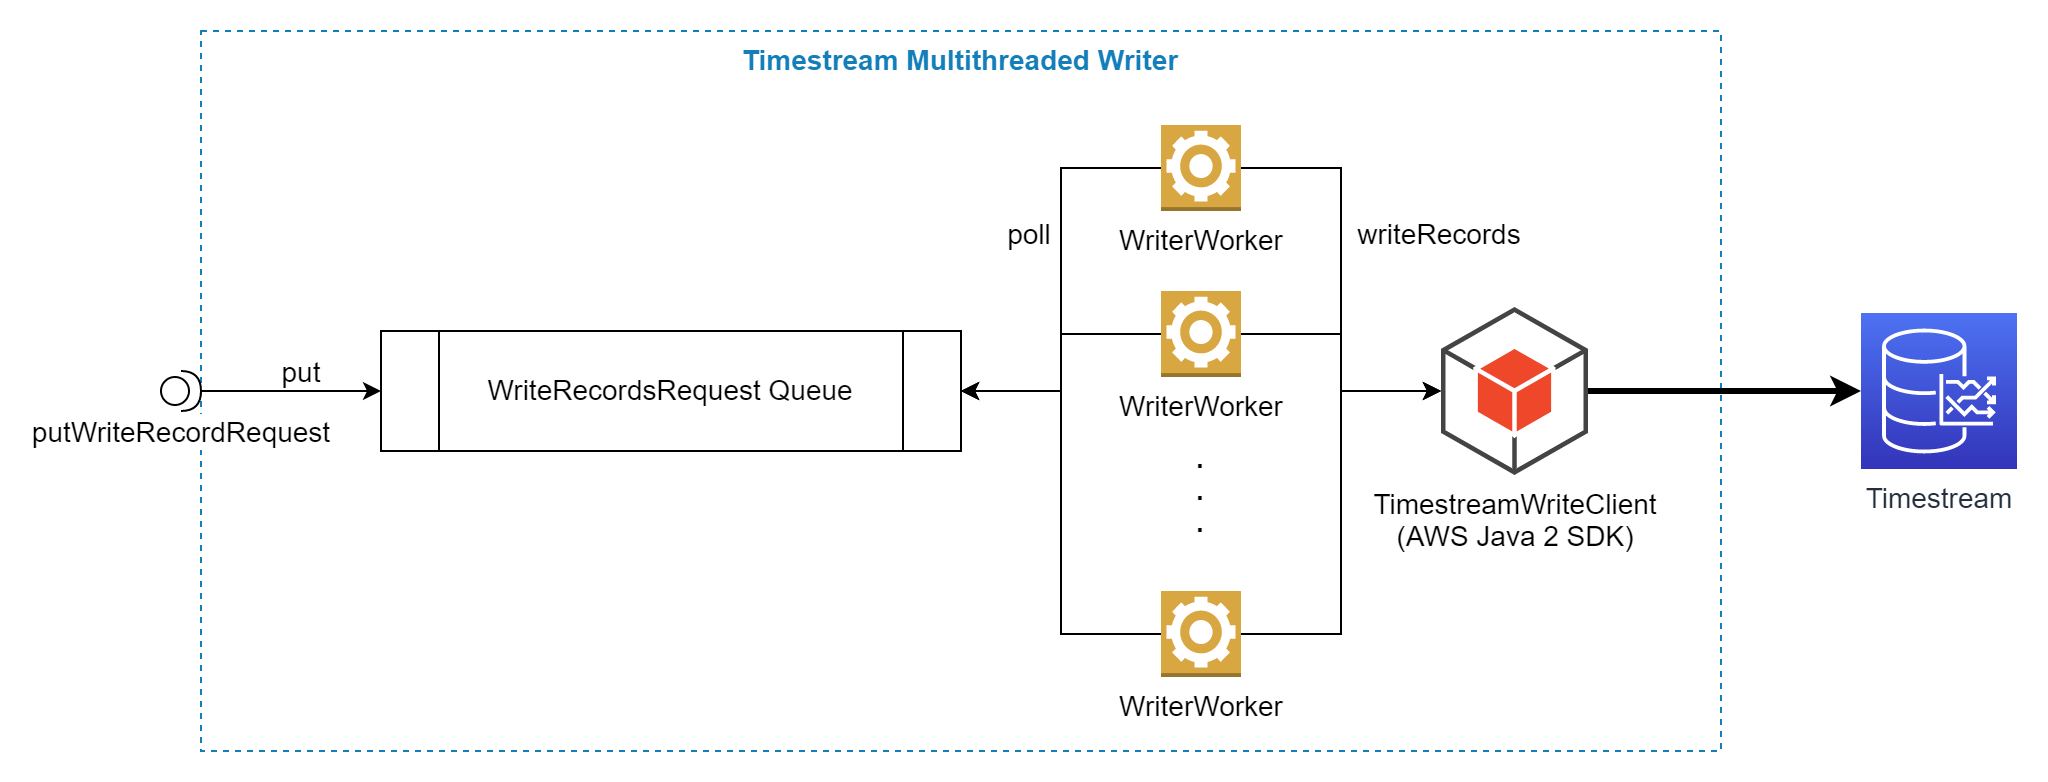 Timestream Multithreaded Writer
poll
WriterWorker
writeRecords
put
WriteRecordsRequest Queue
WriterWorker
putWriteRecordRequest
.
.
.
TimestreamWriteClient
(AWS Java 2 SDK)
Timestream
WriterWorker